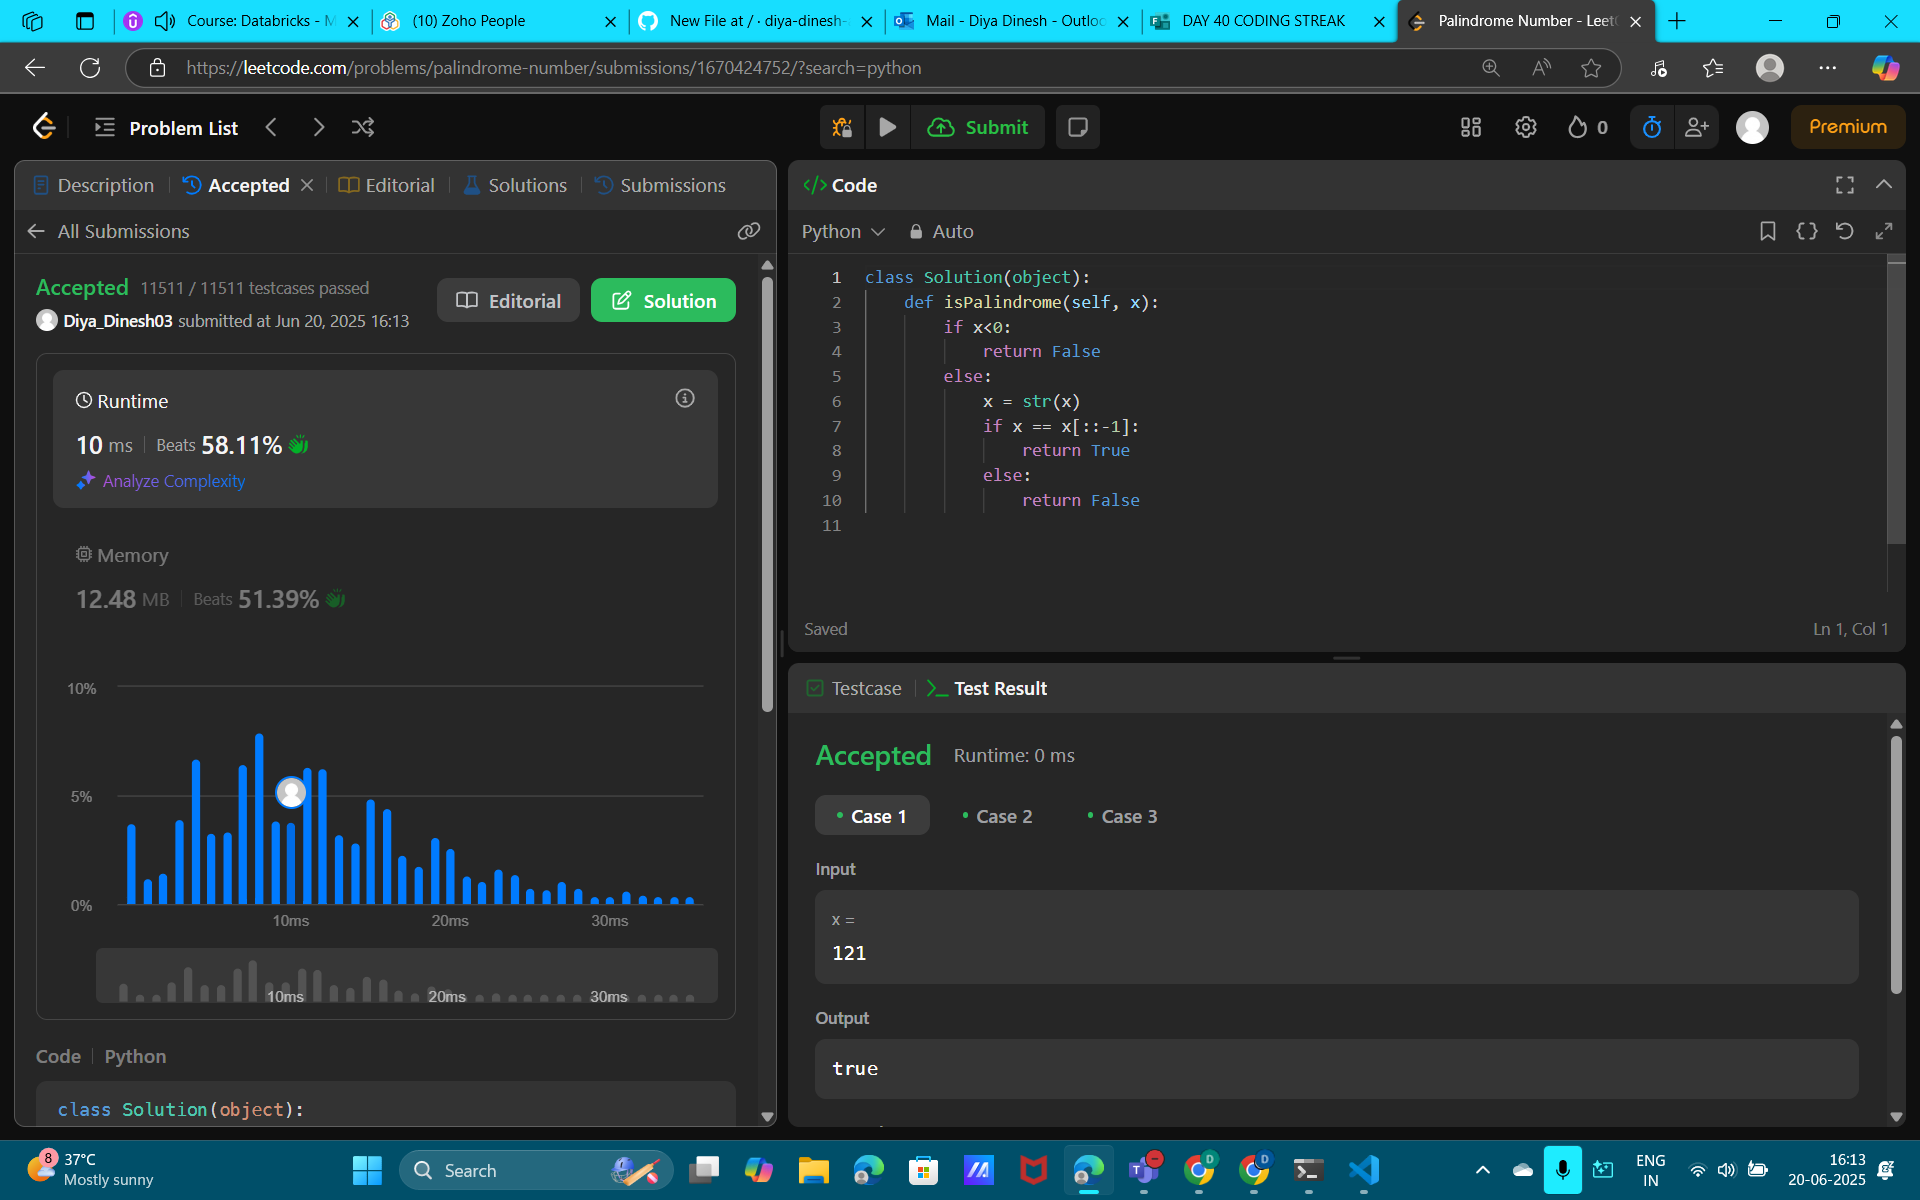 Course: Databricks - M
(10) Zoho People
New File at / · diya-dinesh-
Mail - Diya Dinesh - Outloo
DAY 40 CODING STREAK
Palindrome Number - LeetC
https://leetcode.com/problems/palindrome-number/submissions/1670424752/?search=python
Problem List
Submit
0
Premium
Description
Accepted
Editorial
Solutions
Submissions
All Submissions
Accepted 11511 / 11511 testcases passed
Diya_Dinesh03 submitted at Jun 20, 2025 16:13
Editorial
Solution
Runtime
10 ms Beats 58.11%
Analyze Complexity
Memory
12.48 MB Beats 51.39%
10%
5%
0%
10ms 20ms 30ms
10ms 20ms 30ms
Code Python
class Solution(object):
</> Code
Python Auto
1 class Solution(object):
2 def isPalindrome(self, x):
3 if x<0:
4 return False
5 else:
6 x = str(x)
7 if x == x[::-1]:
8 return True
9 else:
10 return False
11
Saved
Ln 1, Col 1
Testcase
Test Result
Accepted Runtime: 0 ms
Case 1 Case 2 Case 3
Input
x =
121
Output
true
8
37°C
Mostly sunny
Search
T
D
D
ENG
IN
16:13
20-06-2025